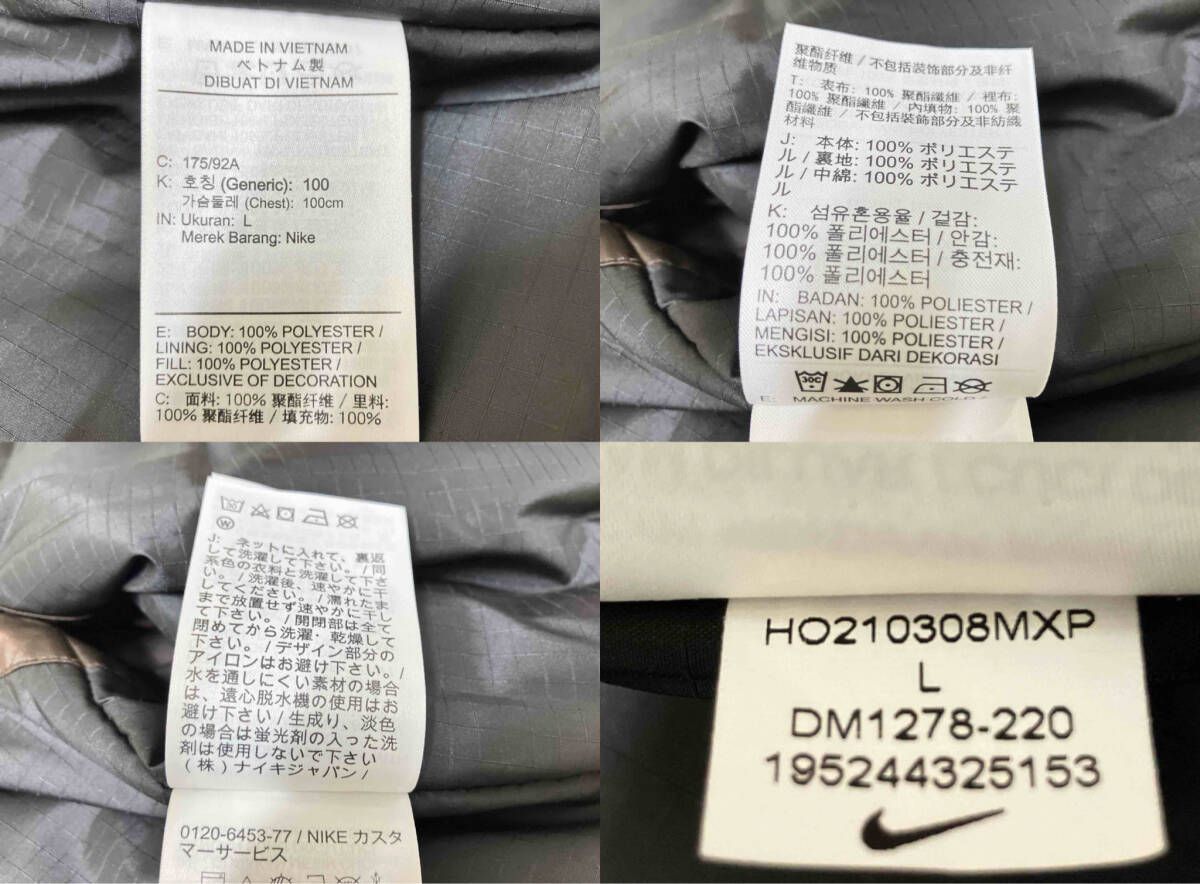 MADE IN VIETNAM
ベトナム製
DIBUAT DI VIETNAM
C: 175/92A
K: 호칭 (Generic): 100
가슴둘레 (Chest): 100cm
IN: Ukuran: L
Merek Barang: Nike
E: BODY: 100% POLYESTER /
LINING: 100% POLYESTER /
FILL: 100% POLYESTER /
EXCLUSIVE OF DECORATION
C: 面料: 100% 聚酯纤维 / 里料:
100% 聚酯纤维 / 填充物: 100%
聚酯纤维 / 不包括装饰部分及非纤
维物质
T: 表布: 100% 聚酯纖維 / 裡布:
100% 聚酯纖維 / 內填物: 100% 聚
酯纖維 / 不包括裝飾部分及非紡織
材料
J: 本体: 100% ポリエステ
ル / 裏地: 100% ポリエステ
ル / 中綿: 100% ポリエステ
ル
K: 섬유혼용율 / 겉감:
100% 폴리에스터 / 안감:
100% 폴리에스터 / 충전재:
100% 폴리에스터
IN: BADAN: 100% POLIESTER /
LAPISAN: 100% POLIESTER /
MENGISI: 100% POLIESTER /
EKSKLUSIF DARI DEKORASI
30C
E: MACHINE WASH COLD /
30
W
J: ネットに入れて、裏返
して洗濯して下さい。/ 同
系色の衣料と洗濯して下さ
い。/ 洗濯後、速やかに干
してください。/ 濡れたま
まで放置せず速やかに干し
て下さい。/ 開閉部は全て
閉めてから洗濯・乾燥して
下さい。/ デザイン部分の
アイロンはお避け下さい。/
水を通しにくい素材の場合
は、遠心脱水機の使用はお
避け下さい / 生成り、淡色
の場合は蛍光剤の入った洗
剤は使用しないで下さい
(株) ナイキジャパン /
0120-6453-77 / NIKE カスタ
マーサービス
HO210308MXP
L
DM1278-220
195244325153